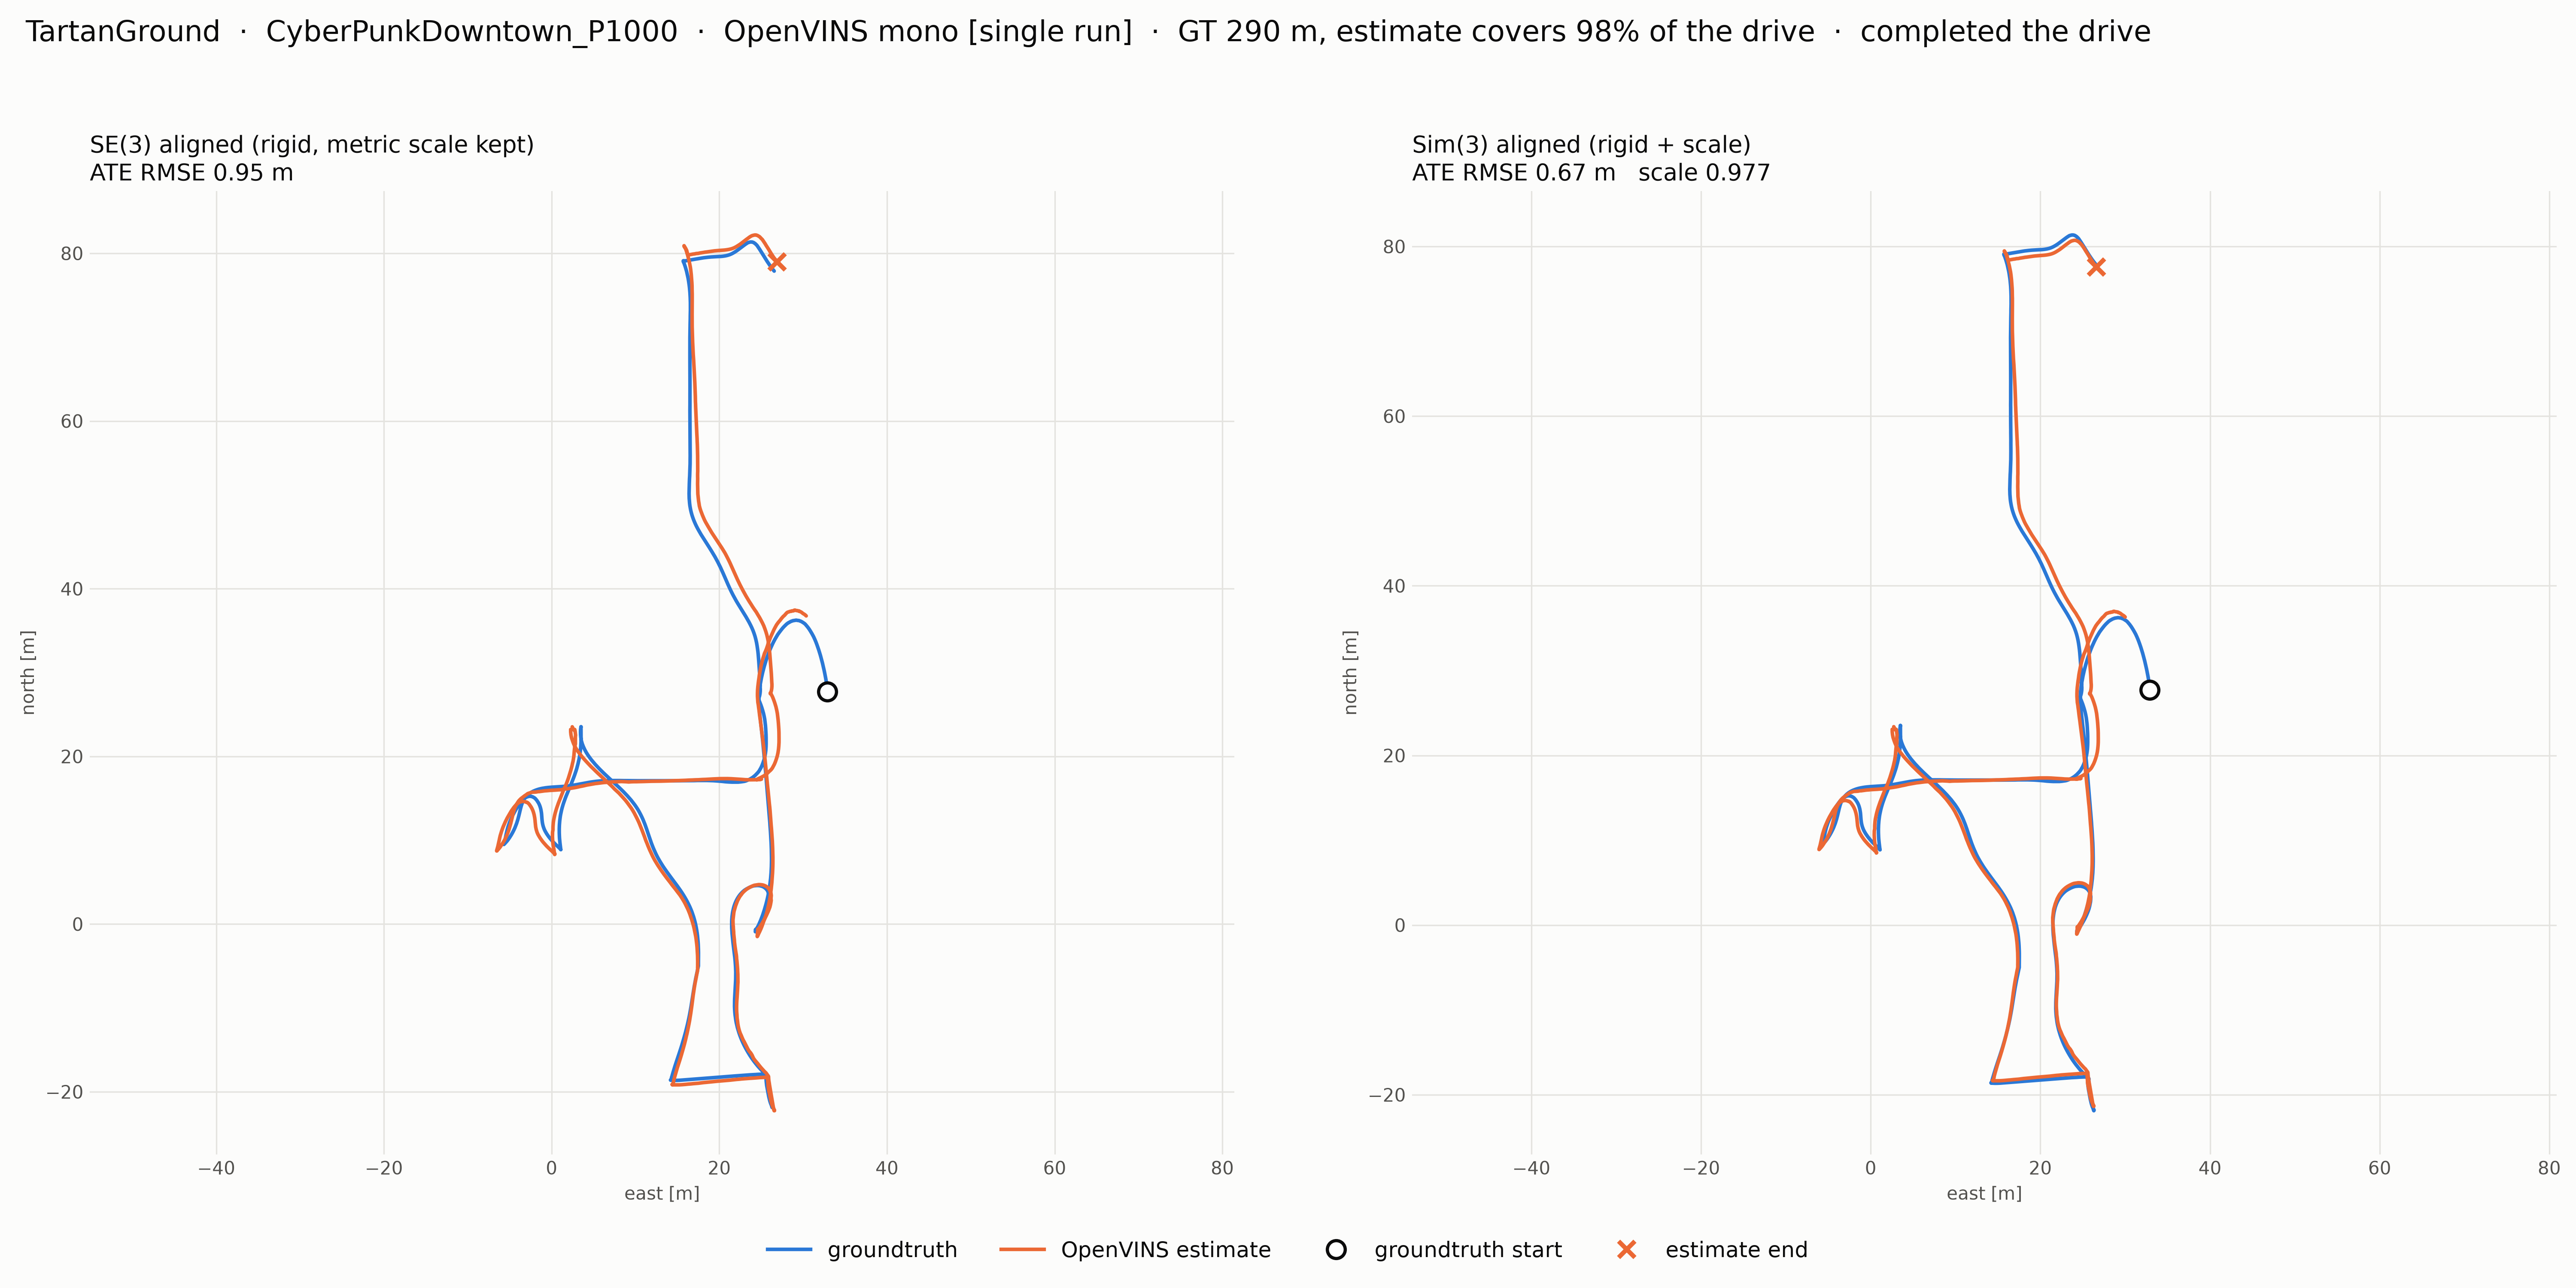 TartanGround · CyberPunkDowntown_P1000 · OpenVINS mono [single run] · GT 290 m, estimate covers 98% of the drive · completed the drive
SE(3) aligned (rigid, metric scale kept)
ATE RMSE 0.95 m
80
60
40
20
0
−20
north [m]
−40
−20
0
20
40
60
80
east [m]
Sim(3) aligned (rigid + scale)
ATE RMSE 0.67 m scale 0.977
80
60
40
20
0
−20
north [m]
−40
−20
0
20
40
60
80
east [m]
groundtruth
OpenVINS estimate
groundtruth start
estimate end